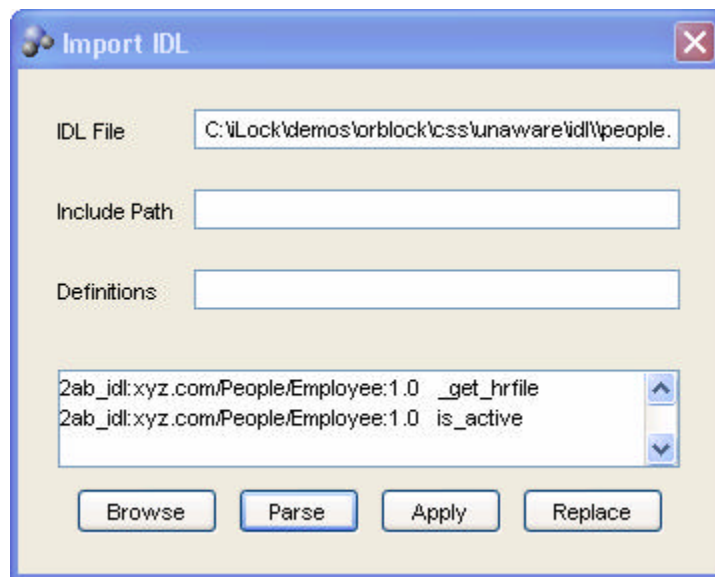 Import IDL
IDL File C:\iLock\demos\orblock\css\unaware\idl\\people.
Include Path
Definitions
2ab_idl:xyz.com/People/Employee:1.0 _get_hrfile
2ab_idl:xyz.com/People/Employee:1.0 is_active
Browse Parse Apply Replace